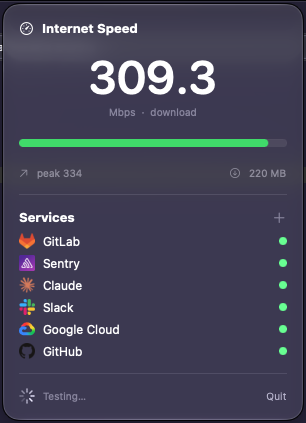 Internet Speed
309.3
Mbps · download
peak 334
220 MB
Services
GitLab
Sentry
Claude
Slack
Google Cloud
GitHub
Testing...
Quit